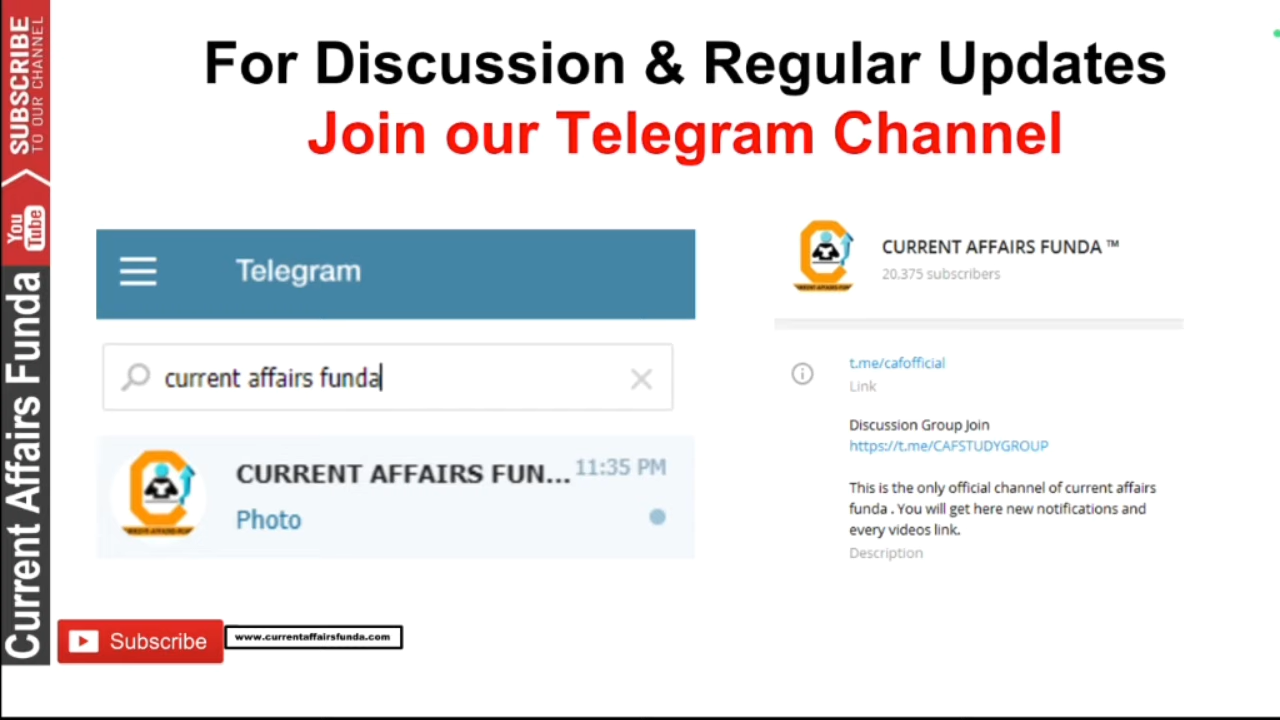 For Discussion & Regular Updates
Join our Telegram Channel
SUBSCRIBE
TO OUR CHANNEL
You
Tube
Current Affairs Funda
Telegram
current affairs funda
CURRENT AFFAIRS FUN...
11:35 PM
Photo
CURRENT AFFAIRS FUNDA ™
20,375 subscribers
t.me/cafofficial
Link
Discussion Group Join
https://t.me/CAFSTUDYGROUP
This is the only official channel of current affairs
funda . You will get here new notifications and
every videos link.
Description
Subscribe
www.currentaffairsfunda.com